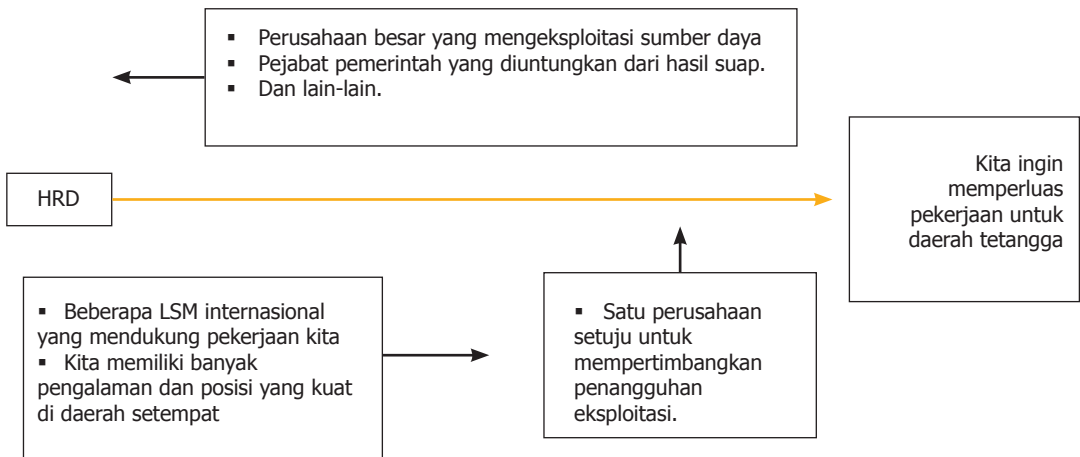 ▪ Perusahaan besar yang mengeksploitasi sumber daya
▪ Pejabat pemerintah yang diuntungkan dari hasil suap.
▪ Dan lain-lain.
HRD
Kita ingin
memperluas
pekerjaan untuk
daerah tetangga
▪ Beberapa LSM internasional
yang mendukung pekerjaan kita
▪ Kita memiliki banyak
pengalaman dan posisi yang kuat
di daerah setempat
▪ Satu perusahaan
setuju untuk
mempertimbangkan
penangguhan
eksploitasi.